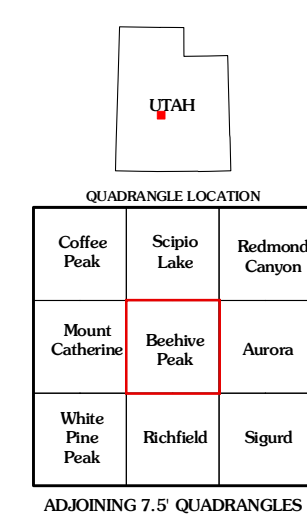 UTAH
QUADRANGLE LOCATION
Coffee
Peak
Scipio
Lake
Redmond
Canyon
Mount
Catherine
Beehive
Peak
Aurora
White
Pine
Peak
Richfield
Sigurd
ADJOINING 7.5' QUADRANGLES